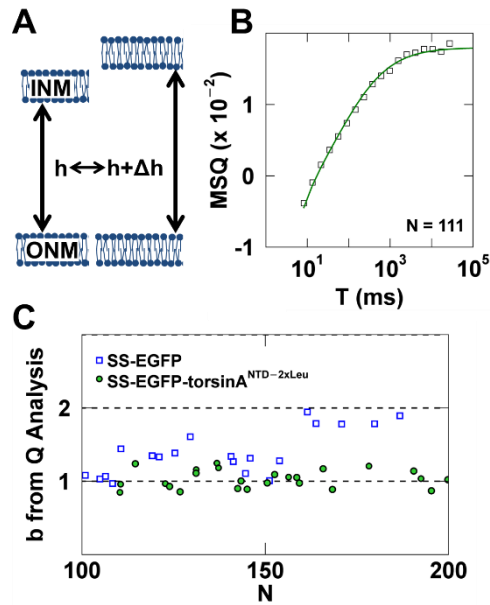 A
INM
h↔h+Δh
ONM
B
MSQ (x 10⁻²)
1
0
-1
N = 111
10¹ 10³ 10⁵
T (ms)
C
SS-EGFP
SS-EGFP-torsinA^NTD−2xLeu
b from Q Analysis
2
1
100 150 200
N